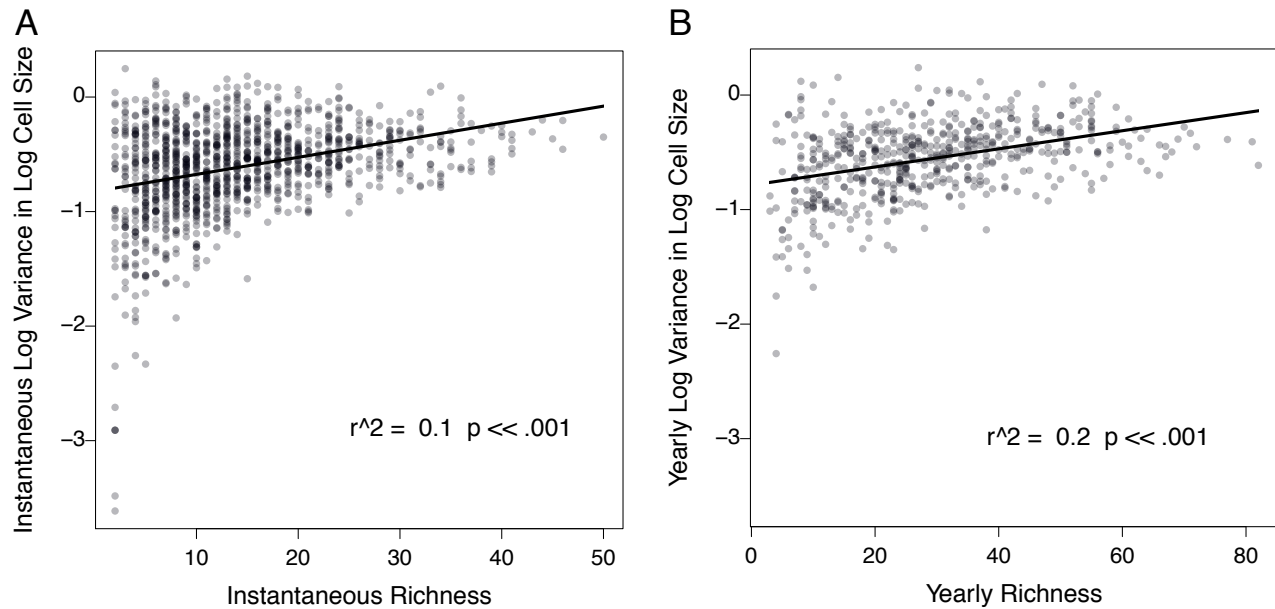 A
Instantaneous Log Variance in Log Cell Size
0
−1
−2
−3
r^2 = 0.1 p << .001
10 20 30 40 50
Instantaneous Richness
B
Yearly Log Variance in Log Cell Size
0
−1
−2
−3
r^2 = 0.2 p << .001
0 20 40 60 80
Yearly Richness